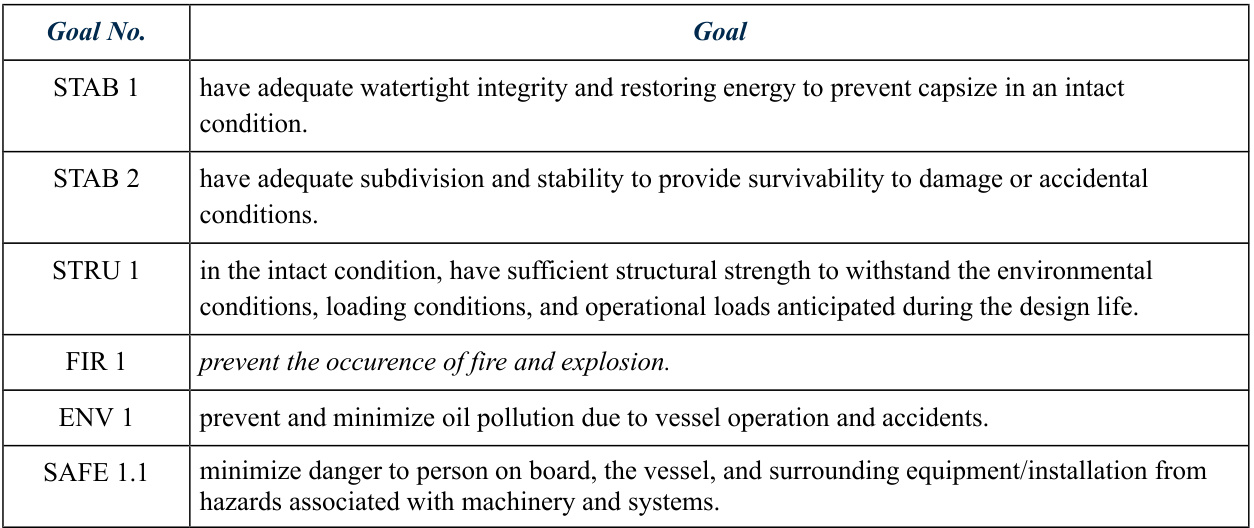 Goal No.
Goal
STAB 1
have adequate watertight integrity and restoring energy to prevent capsize in an intact
condition.
STAB 2
have adequate subdivision and stability to provide survivability to damage or accidental
conditions.
STRU 1
in the intact condition, have sufficient structural strength to withstand the environmental
conditions, loading conditions, and operational loads anticipated during the design life.
FIR 1
prevent the occurence of fire and explosion.
ENV 1
prevent and minimize oil pollution due to vessel operation and accidents.
SAFE 1.1
minimize danger to person on board, the vessel, and surrounding equipment/installation from
hazards associated with machinery and systems.